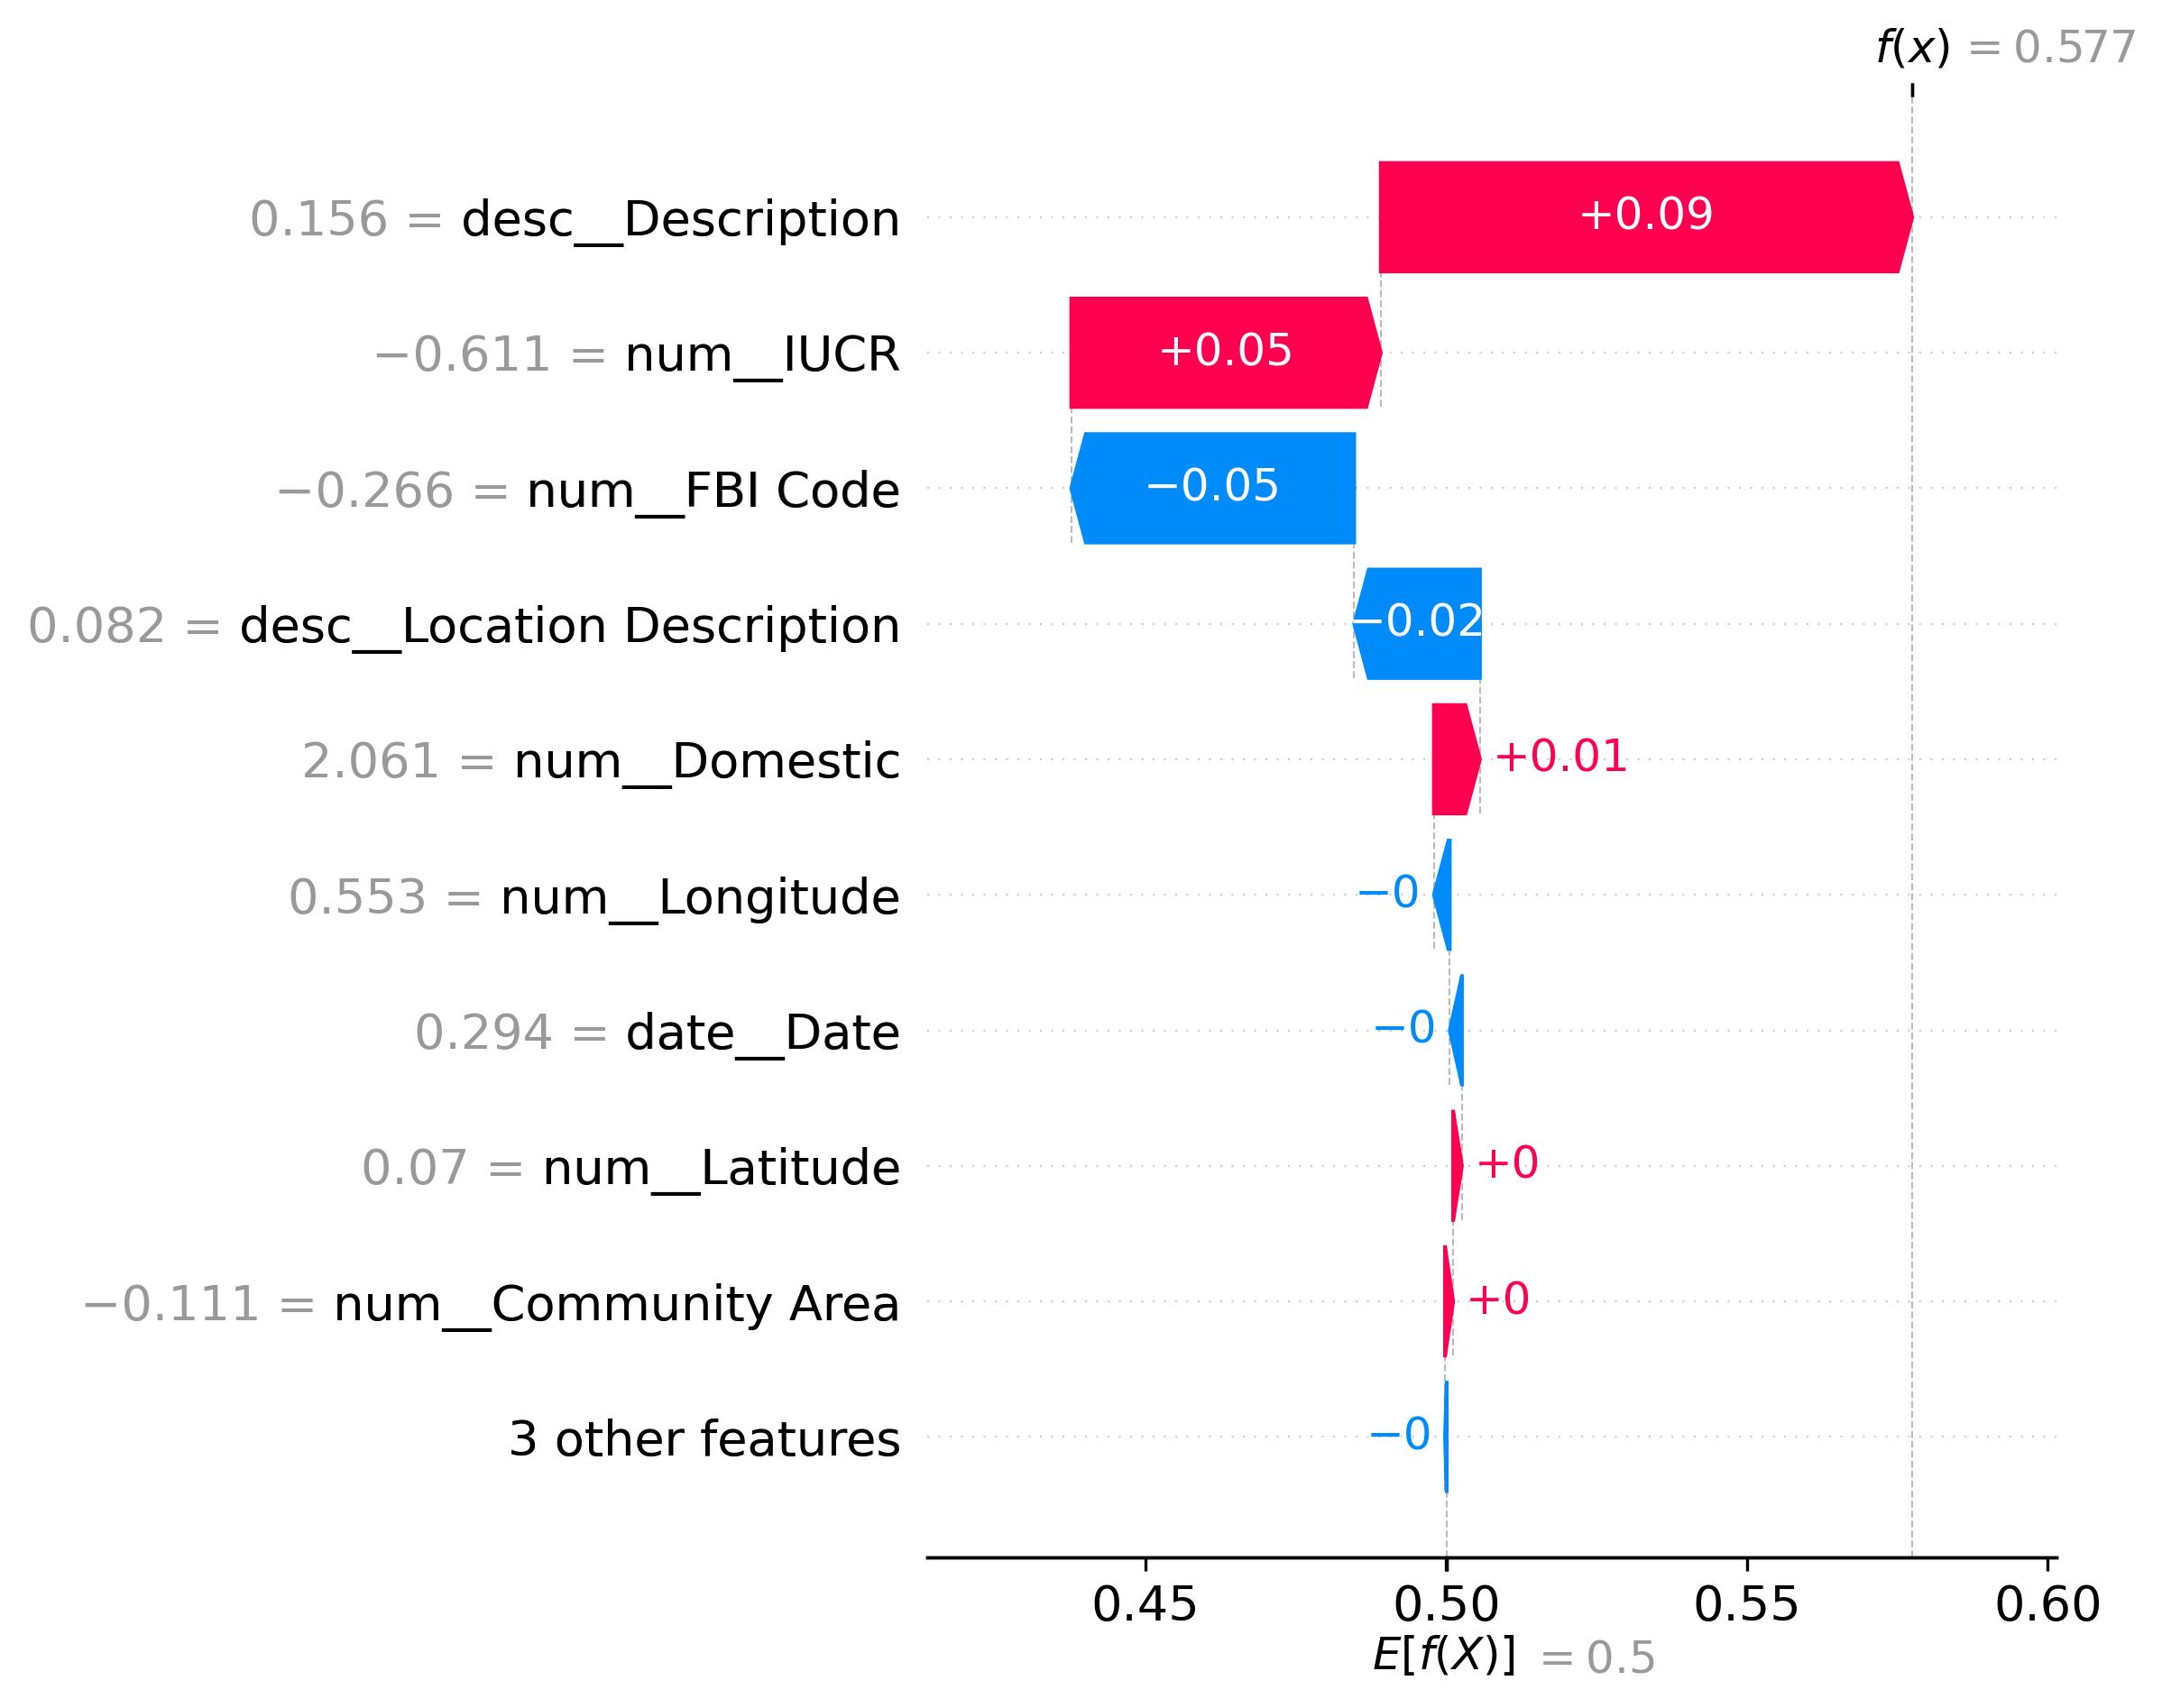 f(x) = 0.577
0.156 = desc__Description
+0.09
−0.611 = num__IUCR
+0.05
−0.266 = num__FBI Code
−0.05
0.082 = desc__Location Description
−0.02
2.061 = num__Domestic
+0.01
0.553 = num__Longitude
−0
0.294 = date__Date
−0
0.07 = num__Latitude
+0
−0.111 = num__Community Area
+0
3 other features
−0
0.45 0.50 0.55 0.60
E[f(X)] = 0.5